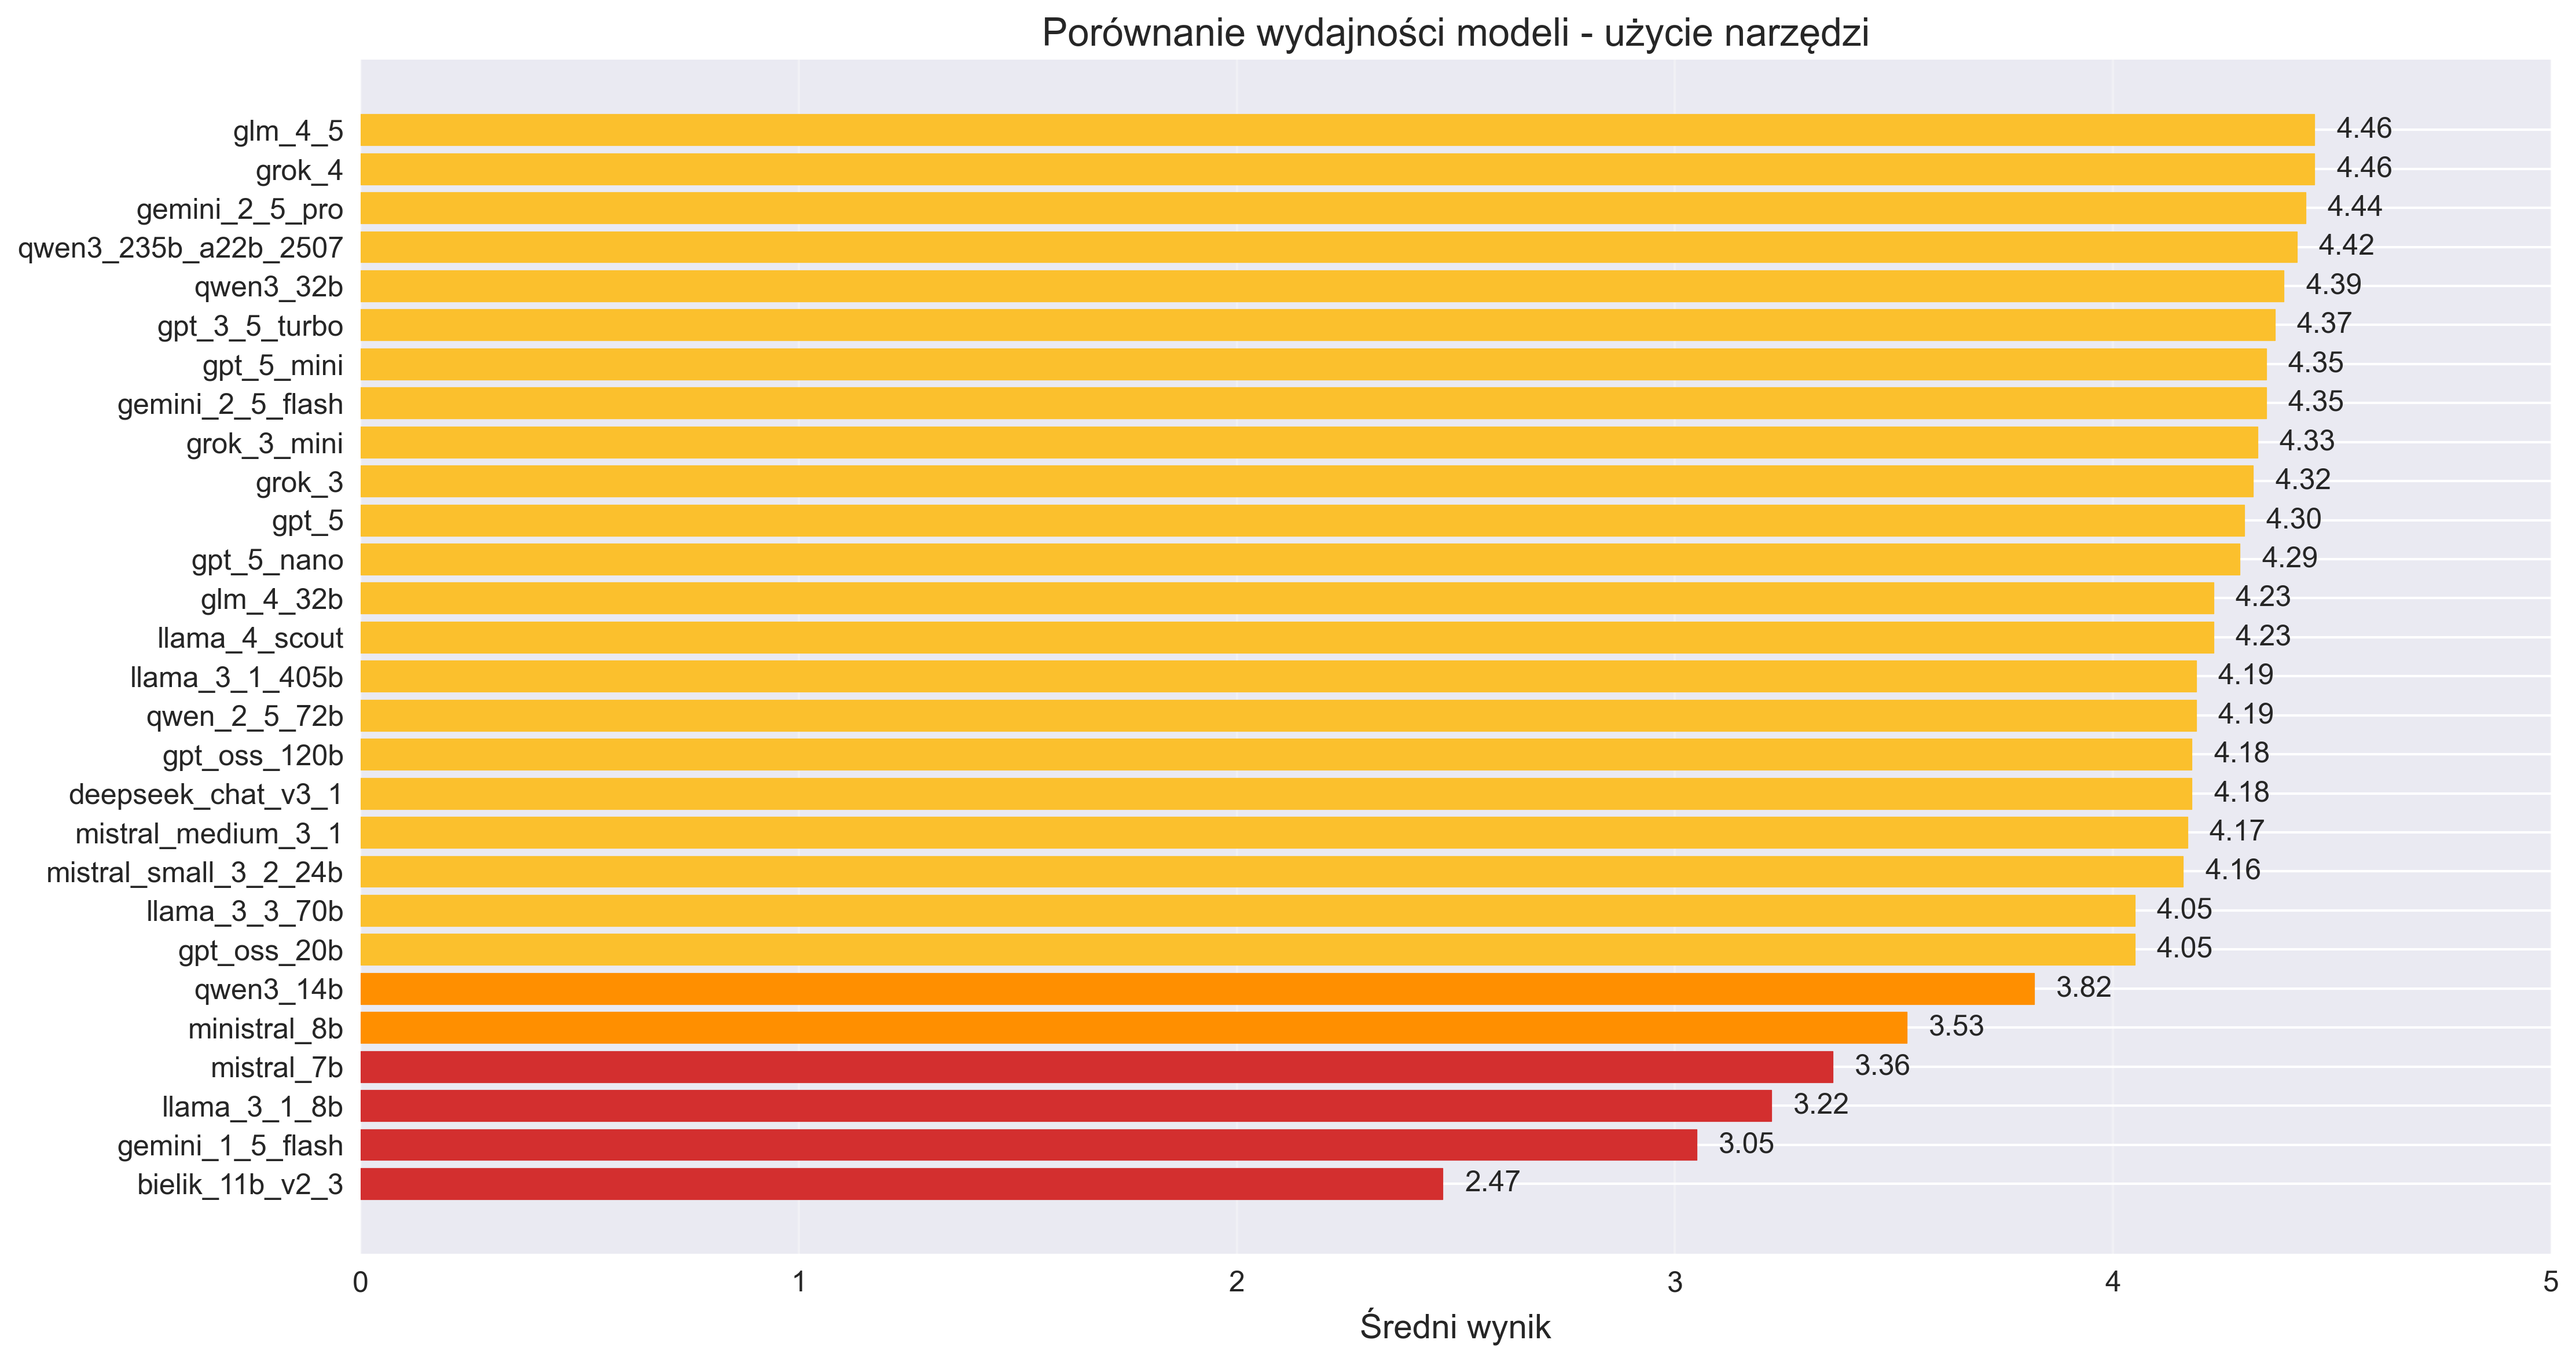 Porównanie wydajności modeli - użycie narzędzi
glm_4_5 4.46
grok_4 4.46
gemini_2_5_pro 4.44
qwen3_235b_a22b_2507 4.42
qwen3_32b 4.39
gpt_3_5_turbo 4.37
gpt_5_mini 4.35
gemini_2_5_flash 4.35
grok_3_mini 4.33
grok_3 4.32
gpt_5 4.30
gpt_5_nano 4.29
glm_4_32b 4.23
llama_4_scout 4.23
llama_3_1_405b 4.19
qwen_2_5_72b 4.19
gpt_oss_120b 4.18
deepseek_chat_v3_1 4.18
mistral_medium_3_1 4.17
mistral_small_3_2_24b 4.16
llama_3_3_70b 4.05
gpt_oss_20b 4.05
qwen3_14b 3.82
ministral_8b 3.53
mistral_7b 3.36
llama_3_1_8b 3.22
gemini_1_5_flash 3.05
bielik_11b_v2_3 2.47
0 1 2 3 4 5
Średni wynik